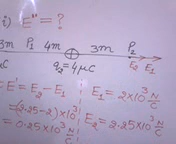 i) E" = ?
3m P₁ 4m ⊕ 3m P₂
q₂=4μC E₂ E₁
μC
E' = E₂ - E₁
E₁ = 2×10³ N/C
=(2.25-2)×10³
= 0.25×10³ N/C
E₂ = 2.25×10³ N/C